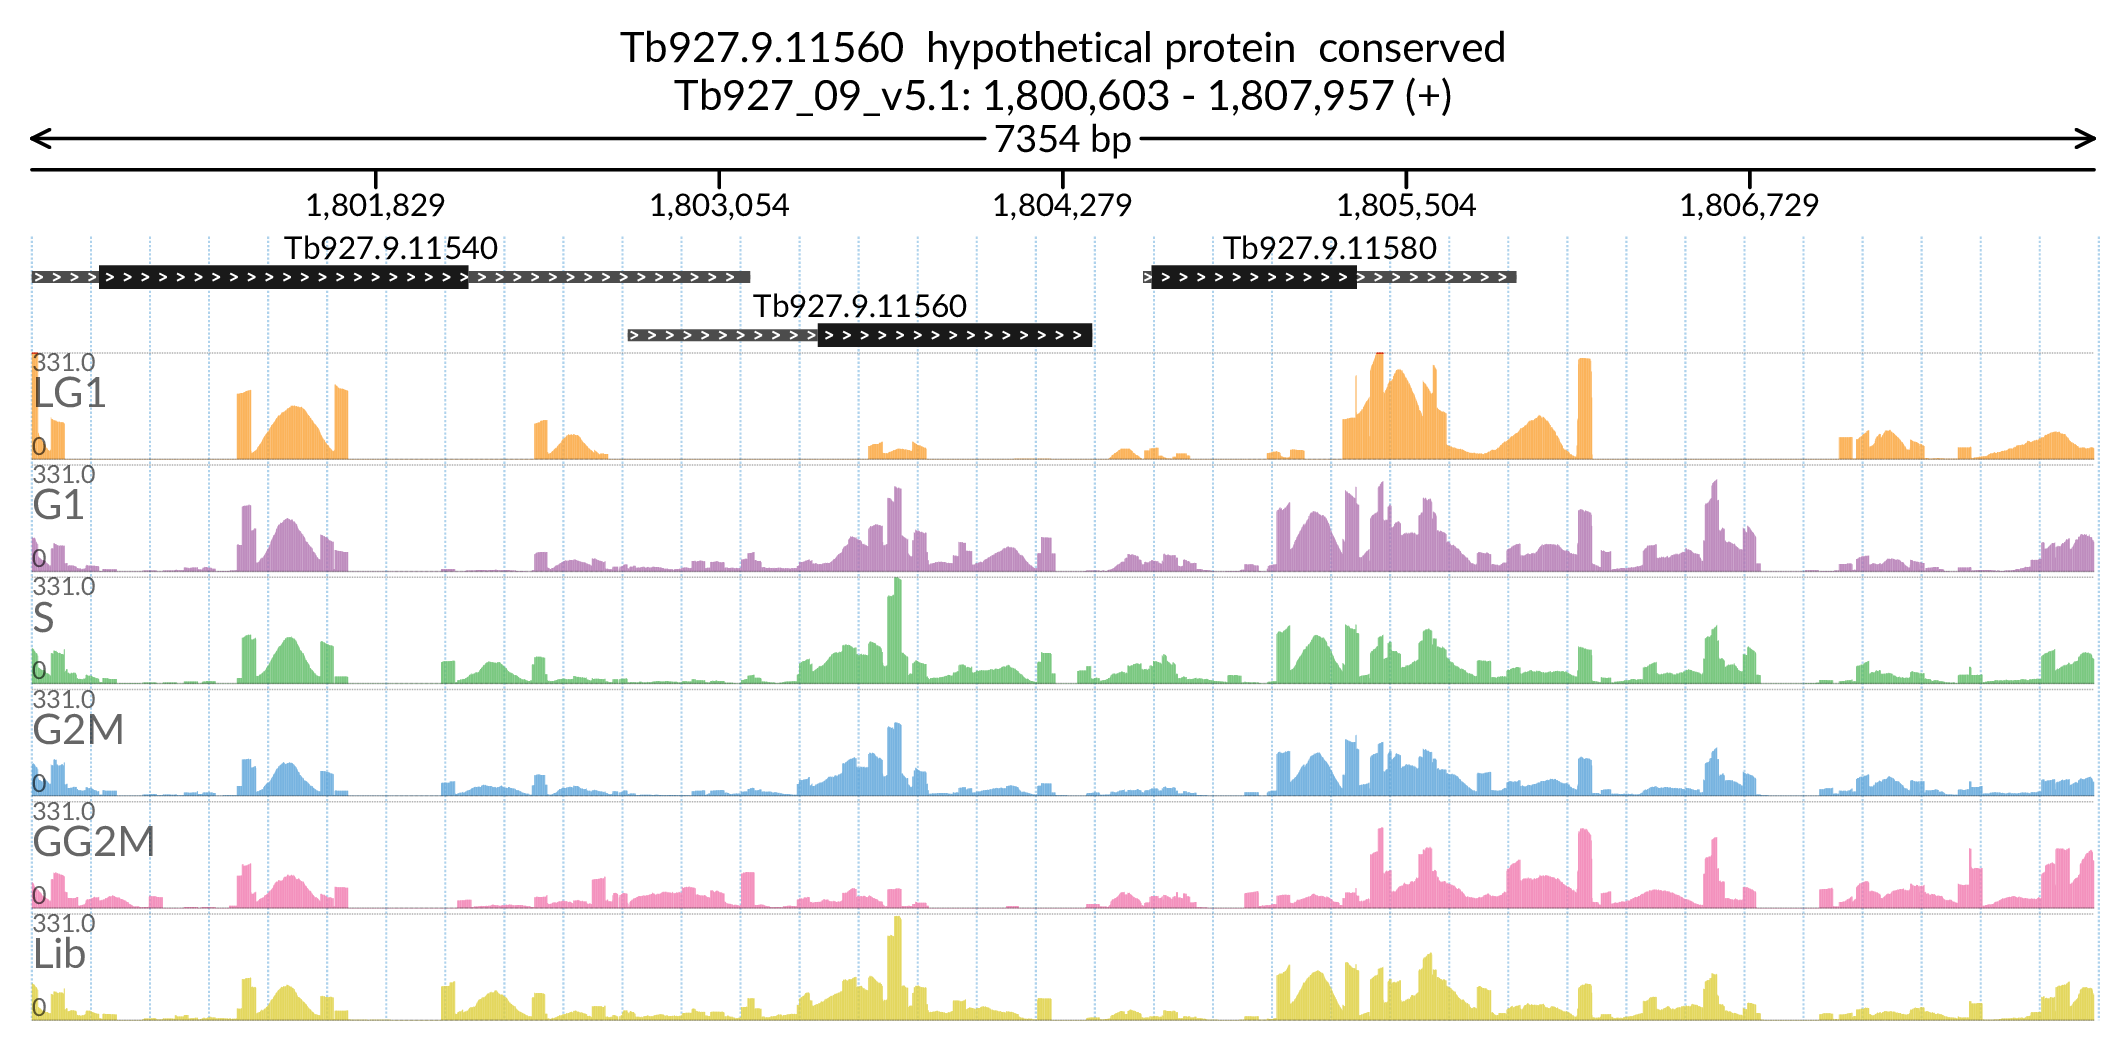 Tb927.9.11560  hypothetical protein  conserved
Tb927_09_v5.1: 1,800,603 - 1,807,957 (+)
7354 bp
1,801,829
1,803,054
1,804,279
1,805,504
1,806,729
Tb927.9.11540
Tb927.9.11580
Tb927.9.11560
331.0
LG1
0
331.0
G1
0
331.0
S
0
331.0
G2M
0
331.0
GG2M
0
331.0
Lib
0